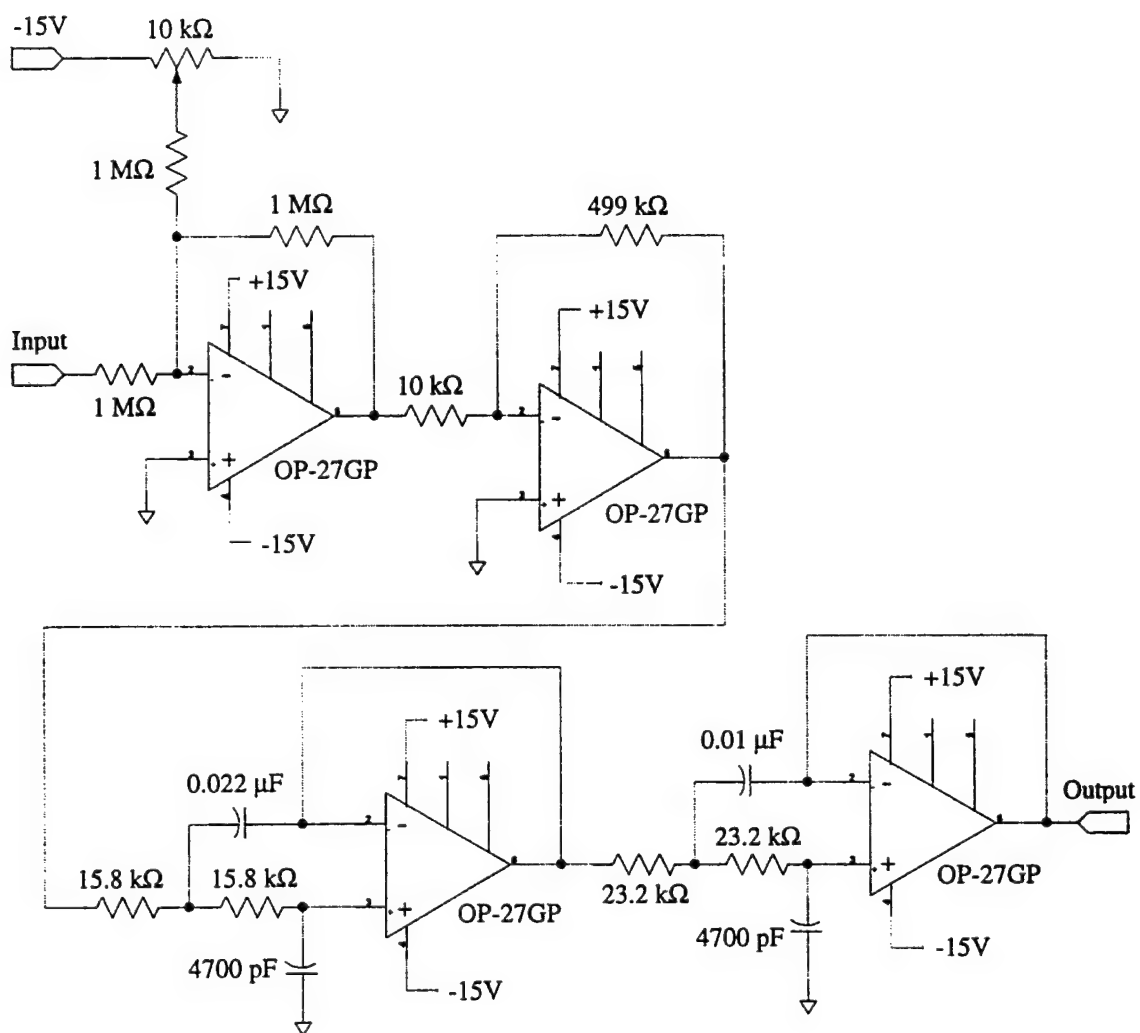 -15V
10 kΩ
1 MΩ
1 MΩ
499 kΩ
+15V
+15V
Input
1 MΩ
10 kΩ
-
+
OP-27GP
-15V
-
+
OP-27GP
-15V
+15V
+15V
0.022 µF
0.01 µF
Output
-
+
15.8 kΩ
15.8 kΩ
OP-27GP
4700 pF
-15V
23.2 kΩ
23.2 kΩ
-
+
OP-27GP
4700 pF
-15V